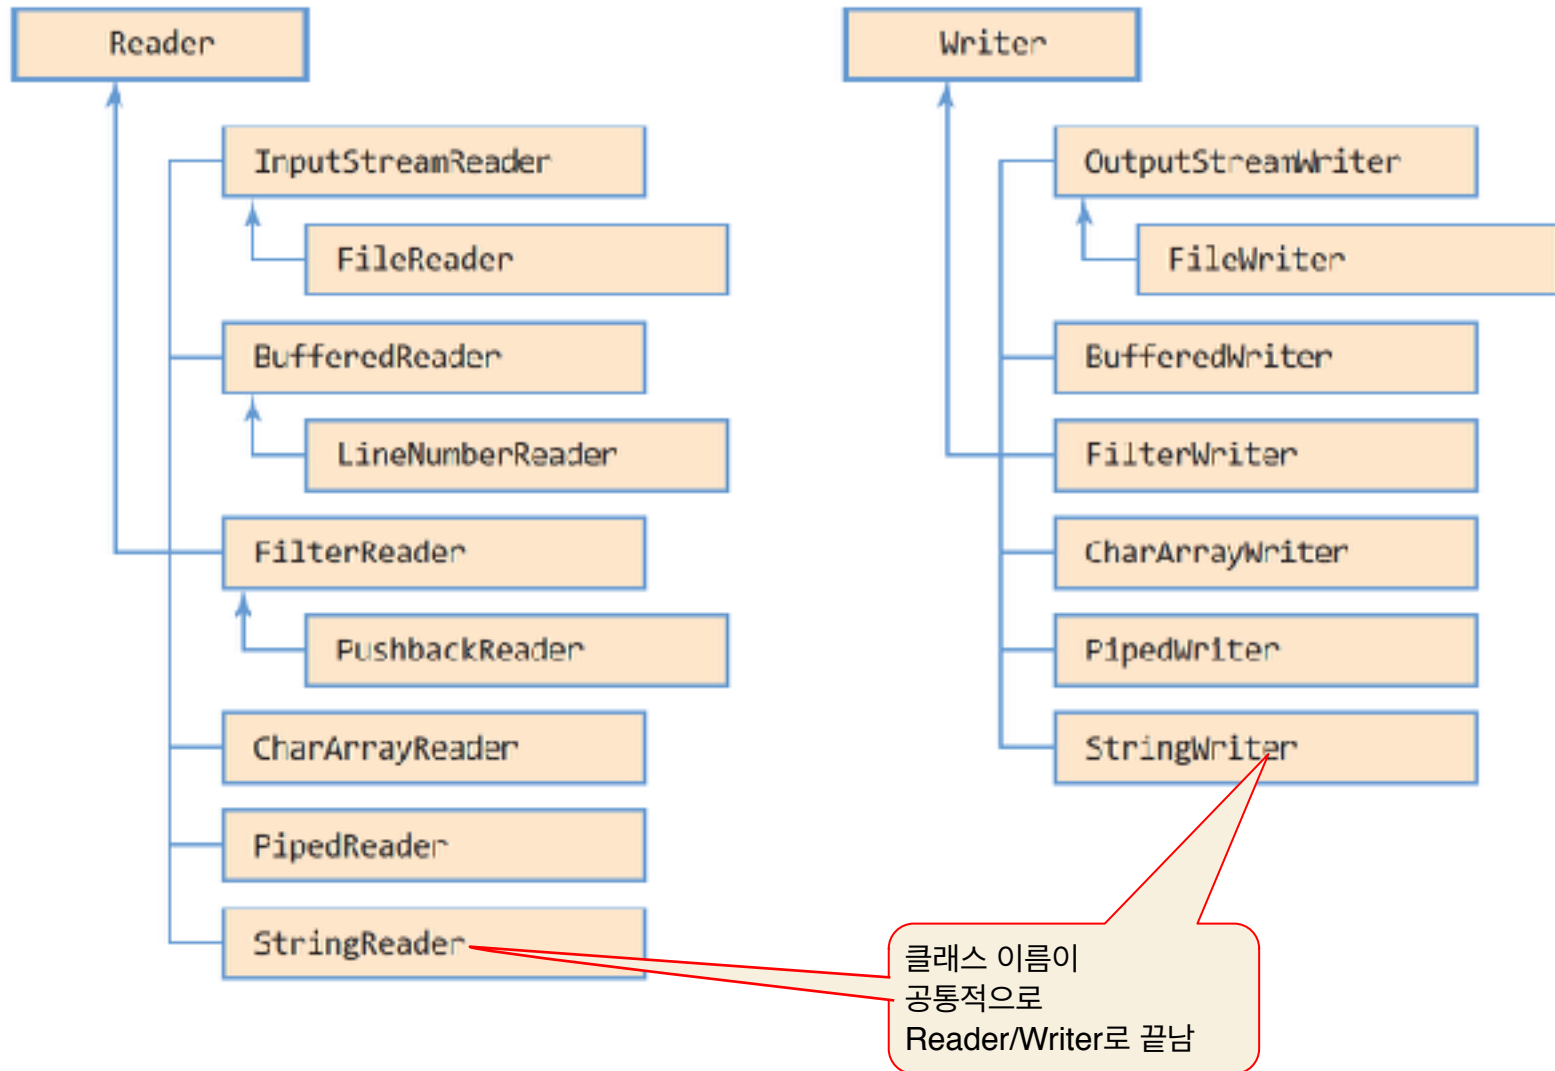 Reader
InputStreamReader
FileReader
BufferedReader
LineNumberReader
FilterReader
PushbackReader
CharArrayReader
PipedReader
StringReader
Writer
OutputStreamWriter
FileWriter
BufferedWriter
FilterWriter
CharArrayWriter
PipedWriter
StringWriter
클래스 이름이
공통적으로
Reader/Writer로 끝남